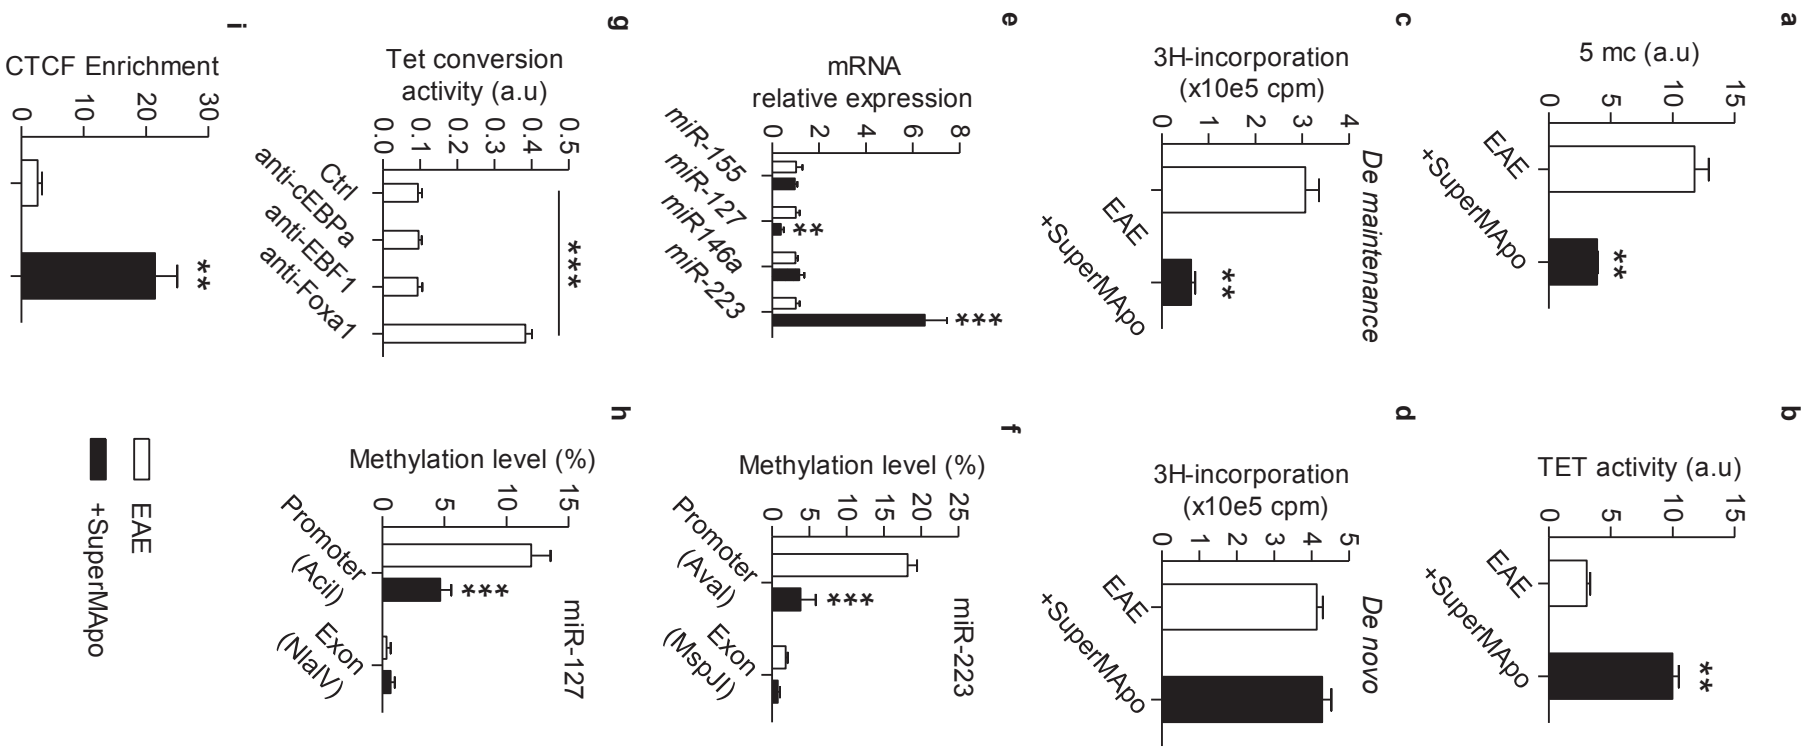 a
5 mc (a.u)
15
10
5
0
EAE
+SuperMApo
**
b
TET activity (a.u)
15
10
5
0
EAE
+SuperMApo
**
c
De maintenance
3H-incorporation
(x10e5 cpm)
4
3
2
1
0
EAE
+SuperMApo
**
d
De novo
3H-incorporation
(x10e5 cpm)
5
4
3
2
1
0
EAE
+SuperMApo
e
mRNA
relative expression
8
6
4
2
0
miR-155
miR-127
miR146a
miR-223
**
***
f
miR-223
Methylation level (%)
25
20
15
10
5
0
Promoter
(AvaI)
Exon
(MspJI)
***
g
Tet conversion
activity (a.u)
0.5
0.4
0.3
0.2
0.1
0.0
Ctrl
anti-cEBPa
anti-EBF1
anti-Foxa1
***
h
miR-127
Methylation level (%)
15
10
5
0
Promoter
(AciI)
Exon
(NlaIV)
***
i
CTCF Enrichment
30
20
10
0
**
EAE
+SuperMApo